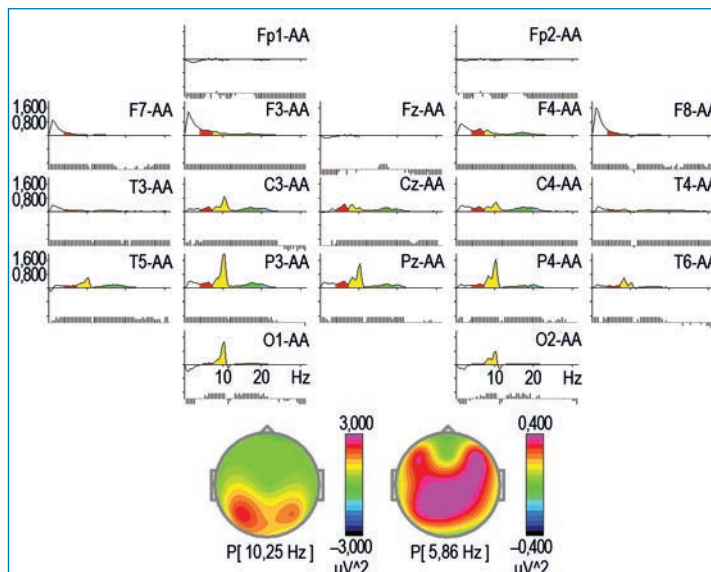 Fp1-AA Fp2-AA
1,600
0,800
F7-AA F3-AA Fz-AA F4-AA F8-AA
1,600
0,800
T3-AA C3-AA Cz-AA C4-AA T4-AA
1,600
0,800
T5-AA P3-AA Pz-AA P4-AA T6-AA
O1-AA O2-AA
10 20 Hz 10 20 Hz
3,000 0,400
–3,000 –0,400
P[ 10,25 Hz ] P[ 5,86 Hz ]
µV^2 µV^2